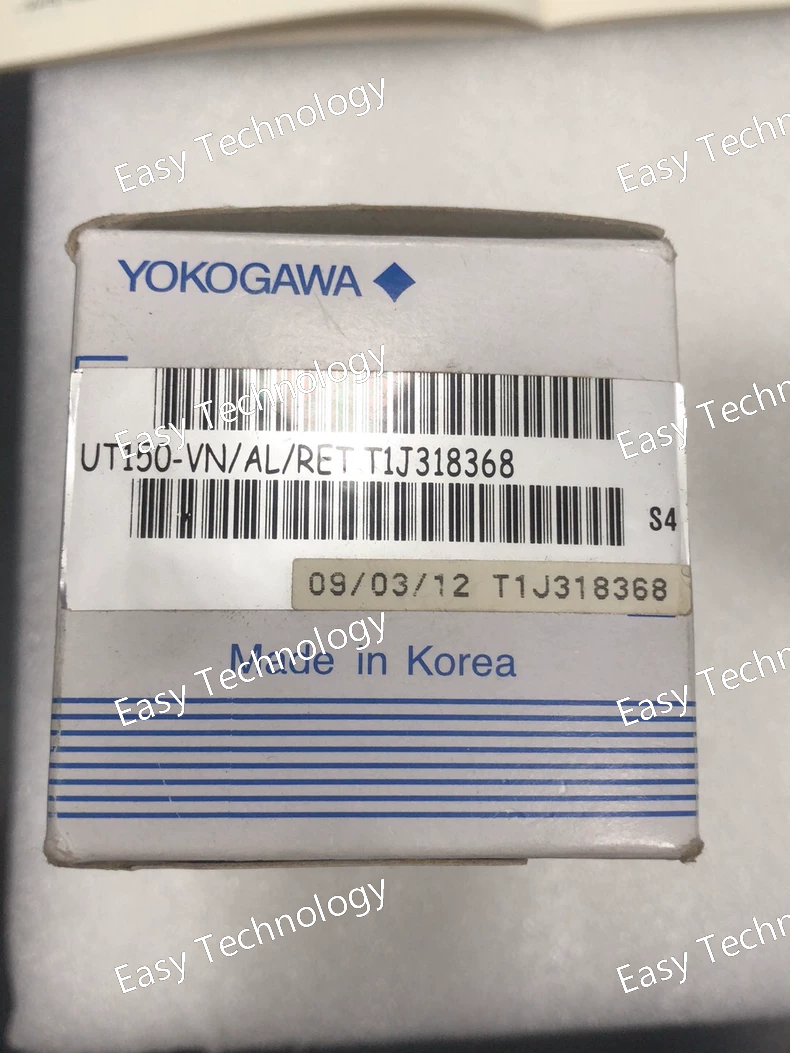 Easy Technology
Easy Techn
YOKOGAWA
Easy Technology
Easy Techn
UT150-VN/AL/RET T1J318368
S4
09/03/12 T1J318368
Made in Korea
Easy Technology
Easy Techn
Easy Technology
Easy Techn